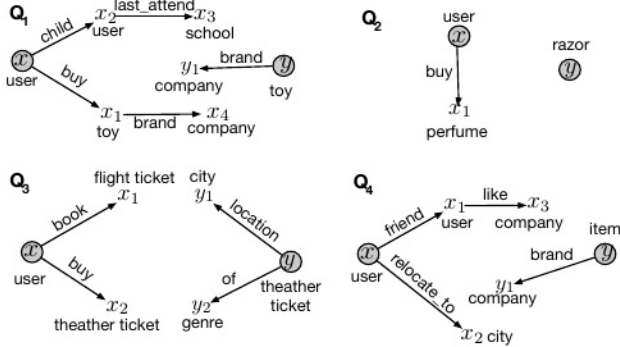 Q1
x2 last_attend x3
user school
child
x
user
buy
y1 brand y
company toy
x1 brand x4
toy company
Q2
user
x
buy
x1
perfume
razor
y
Q3
flight ticket city
x1 y1
book location
x
user
buy
x2
theather ticket
y
theather
ticket
of
y2
genre
Q4
x1 like x3
user company
friend
x
user
relocate_to
x2 city
item
y
brand
y1
company